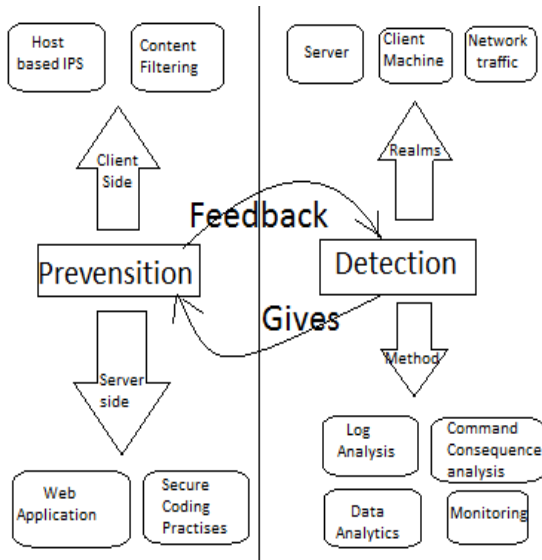 Host
based IPS
Content
Filtering
Client
Side
Prevensition
Server
side
Web
Application
Secure
Coding
Practises
Feedback
Gives
Server
Client
Machine
Network
traffic
Realms
Detection
Method
Log
Analysis
Command
Consequence
analysis
Data
Analytics
Monitoring